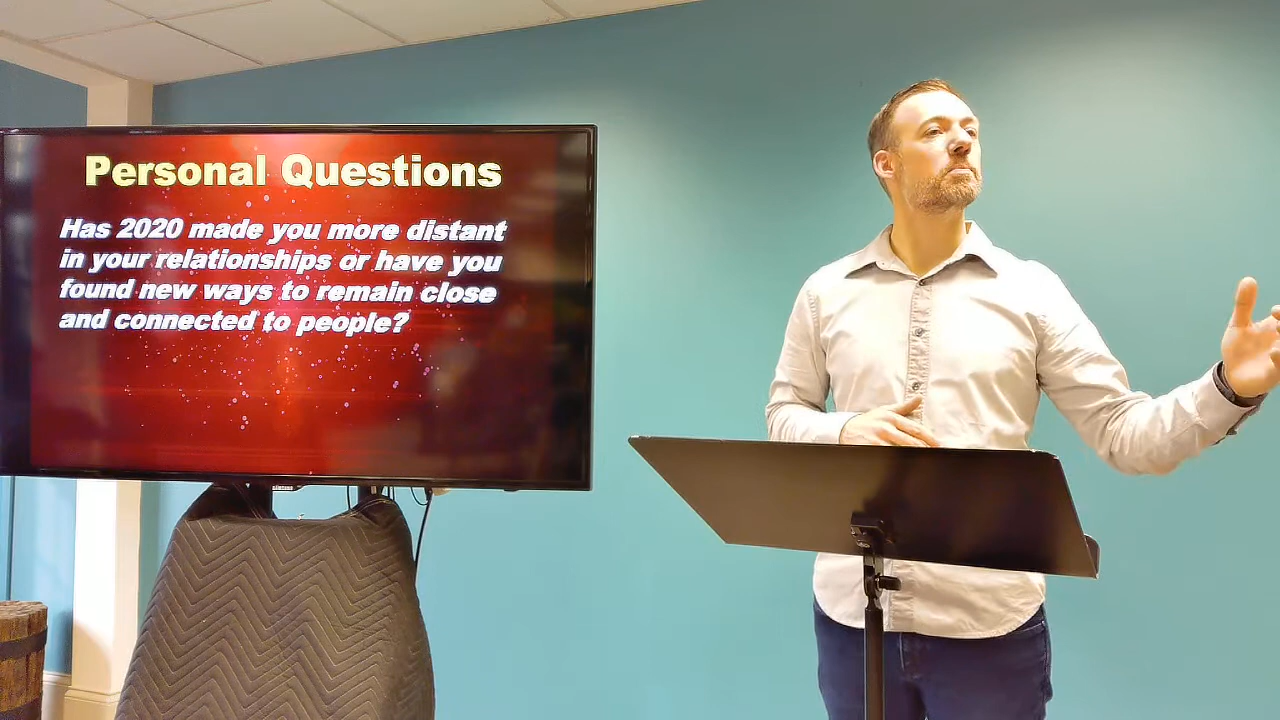 Personal Questions
Has 2020 made you more distant
in your relationships or have you
found new ways to remain close
and connected to people?